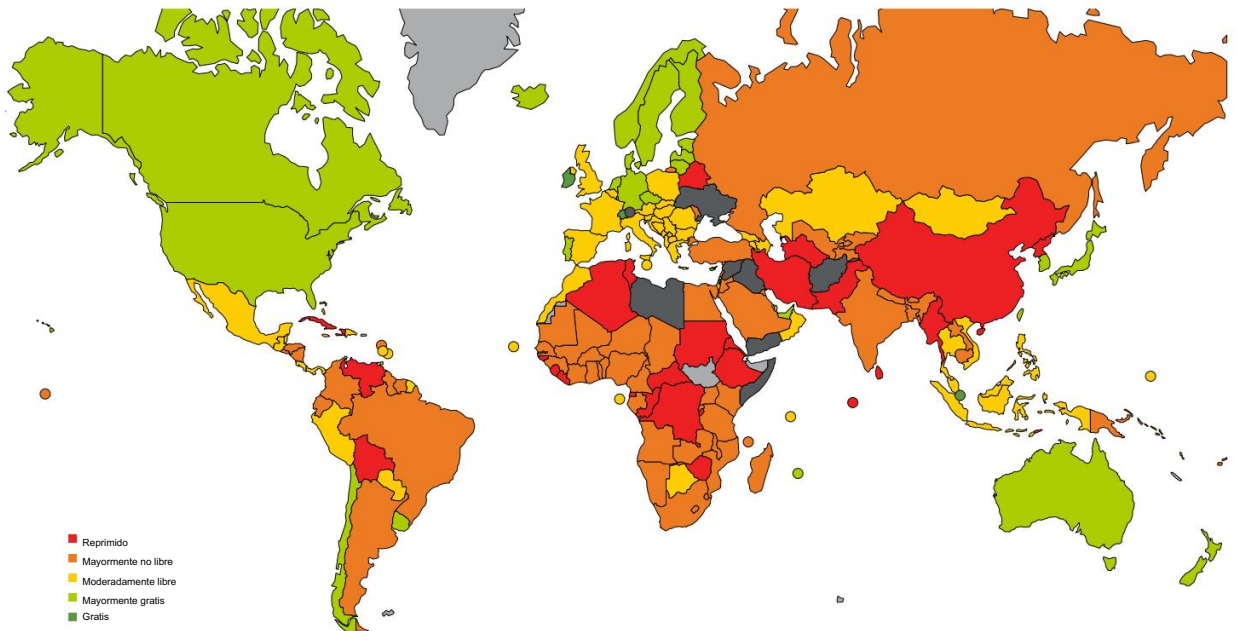 Reprimido
Mayormente no libre
Moderadamente libre
Mayormente gratis
Gratis